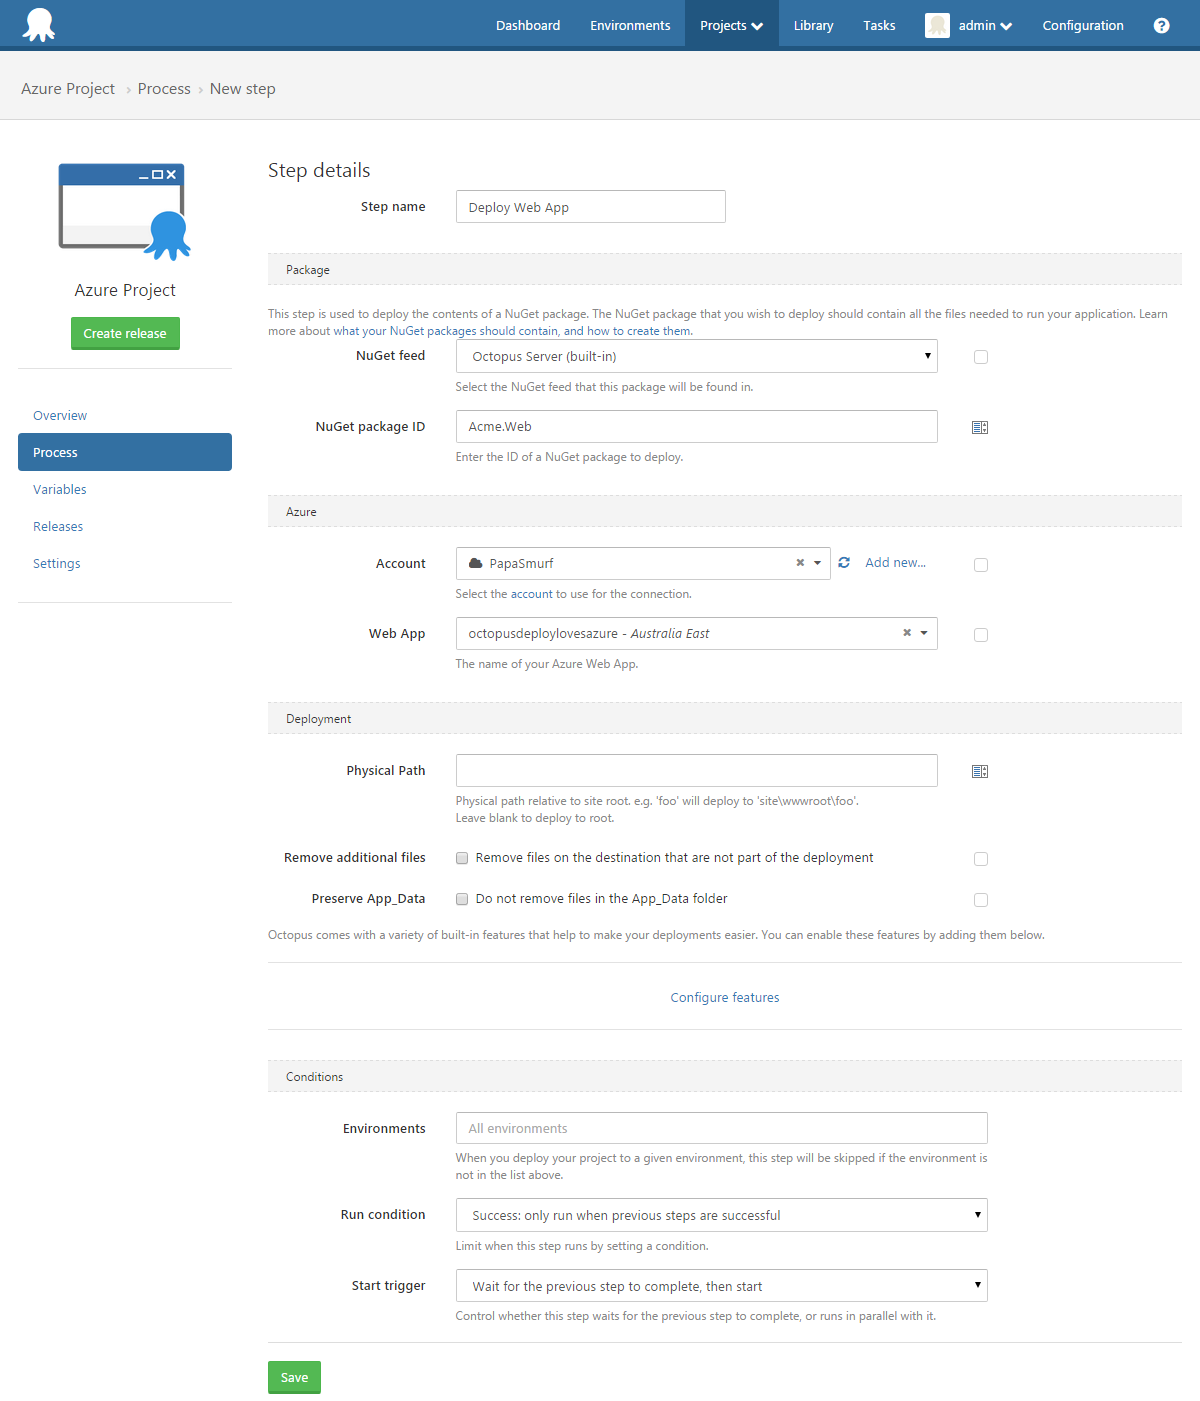 Dashboard Environments Projects Library Tasks admin Configuration
Azure Project › Process › New step
Azure Project
Create release
Overview
Process
Variables
Releases
Settings
Step details
Step name Deploy Web App
Package
This step is used to deploy the contents of a NuGet package. The NuGet package that you wish to deploy should contain all the files needed to run your application. Learn
more about what your NuGet packages should contain, and how to create them.
NuGet feed Octopus Server (built-in)
Select the NuGet feed that this package will be found in.
NuGet package ID Acme.Web
Enter the ID of a NuGet package to deploy.
Azure
Account PapaSmurf Add new...
Select the account to use for the connection.
Web App octopusdeploylovesazure - Australia East
The name of your Azure Web App.
Deployment
Physical Path
Physical path relative to site root. e.g. 'foo' will deploy to 'site\wwwroot\foo'.
Leave blank to deploy to root.
Remove additional files Remove files on the destination that are not part of the deployment
Preserve App_Data Do not remove files in the App_Data folder
Octopus comes with a variety of built-in features that help to make your deployments easier. You can enable these features by adding them below.
Configure features
Conditions
Environments All environments
When you deploy your project to a given environment, this step will be skipped if the environment is
not in the list above.
Run condition Success: only run when previous steps are successful
Limit when this step runs by setting a condition.
Start trigger Wait for the previous step to complete, then start
Control whether this step waits for the previous step to complete, or runs in parallel with it.
Save